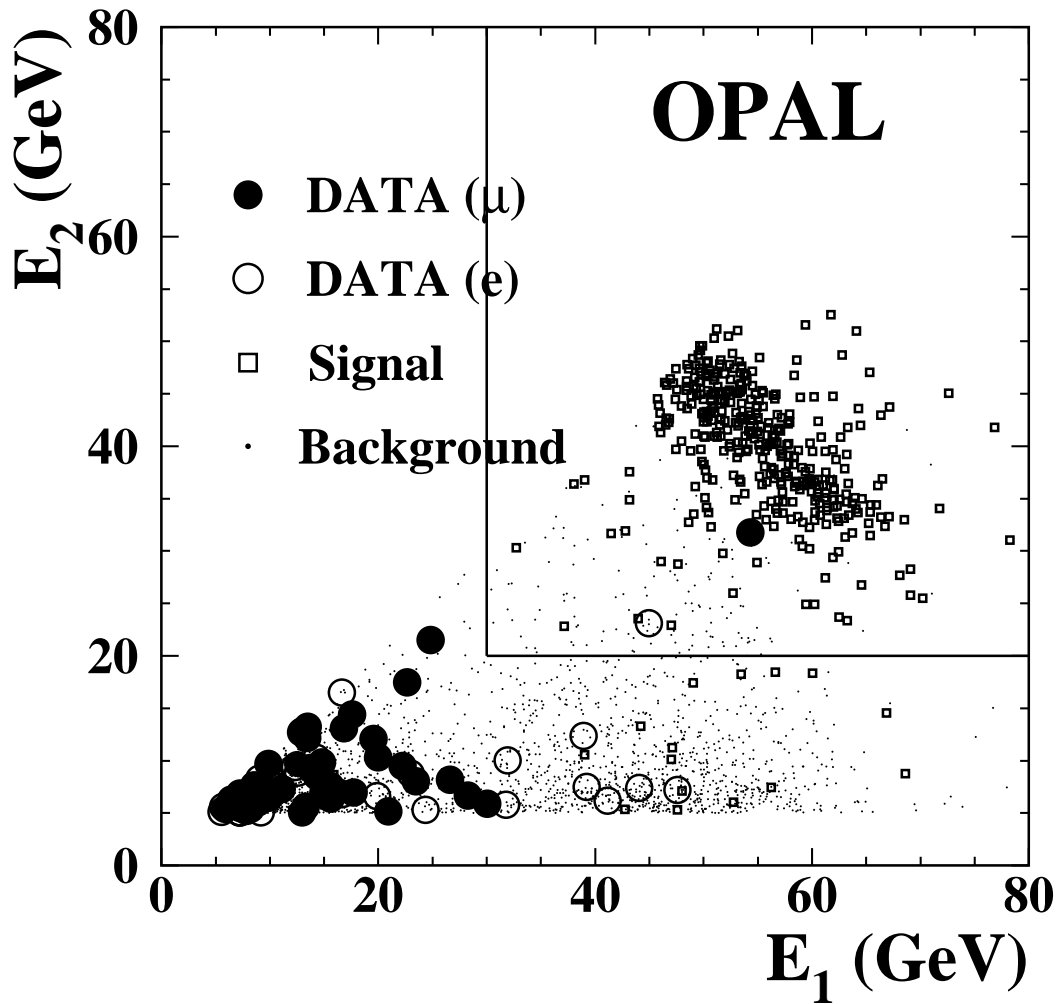 80
60
40
20
0
E2 (GeV)
OPAL
DATA (μ)
DATA (e)
Signal
Background
0 20 40 60 80
E1 (GeV)